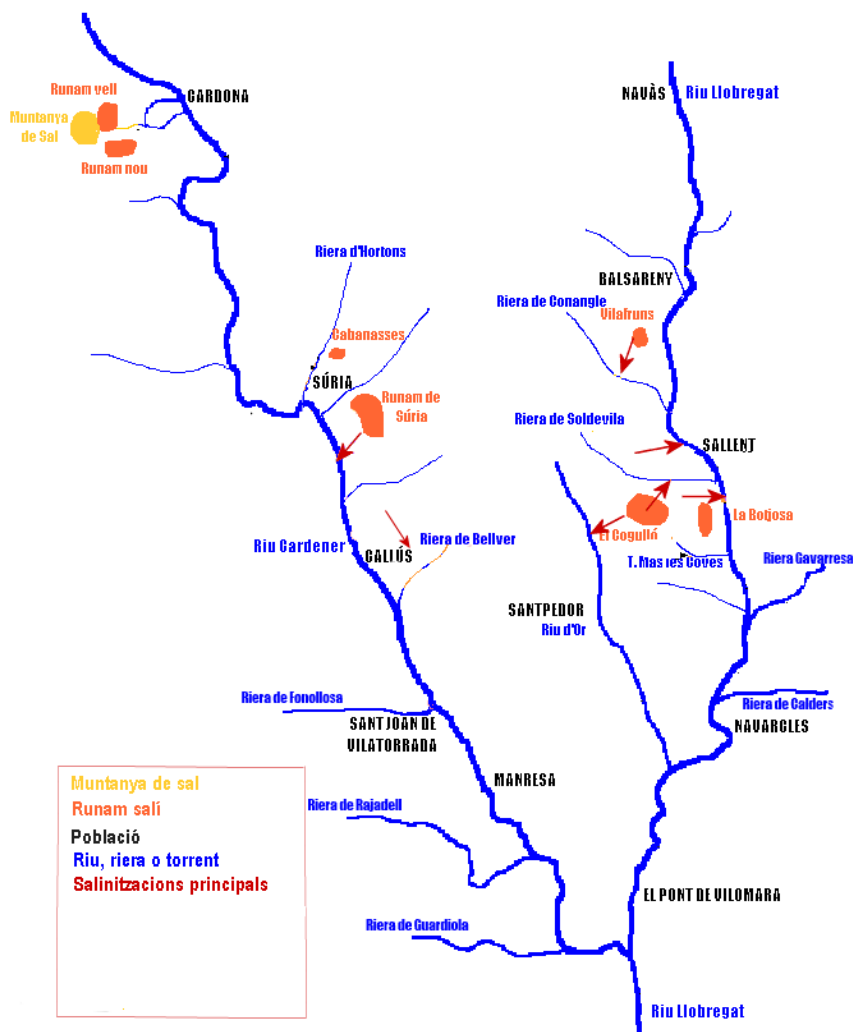 Runam vell
CARDONA
Muntanya
de Sal
Runam nou
NAVÀS
Riu Llobregat
Riera d'Hortons
BALSARENY
Riera de Conangle
Vilafruns
Cabanasses
SÚRIA
Runam de
Súria
Riera de Soldevila
SALLENT
El Cogulló
La Botjosa
Riu Cardener
CALLÚS
Riera de Bellver
T. Mas les Coves
Riera Gavarresa
SANTPEDOR
Riu d'Or
Riera de Fonollosa
SANT JOAN DE
VILATORRADA
Riera de Calders
NAVARCLES
MANRESA
Muntanya de sal
Runam salí
Població
Riu, riera o torrent
Salinitzacions principals
Riera de Rajadell
EL PONT DE VILOMARA
Riera de Guardiola
Riu Llobregat